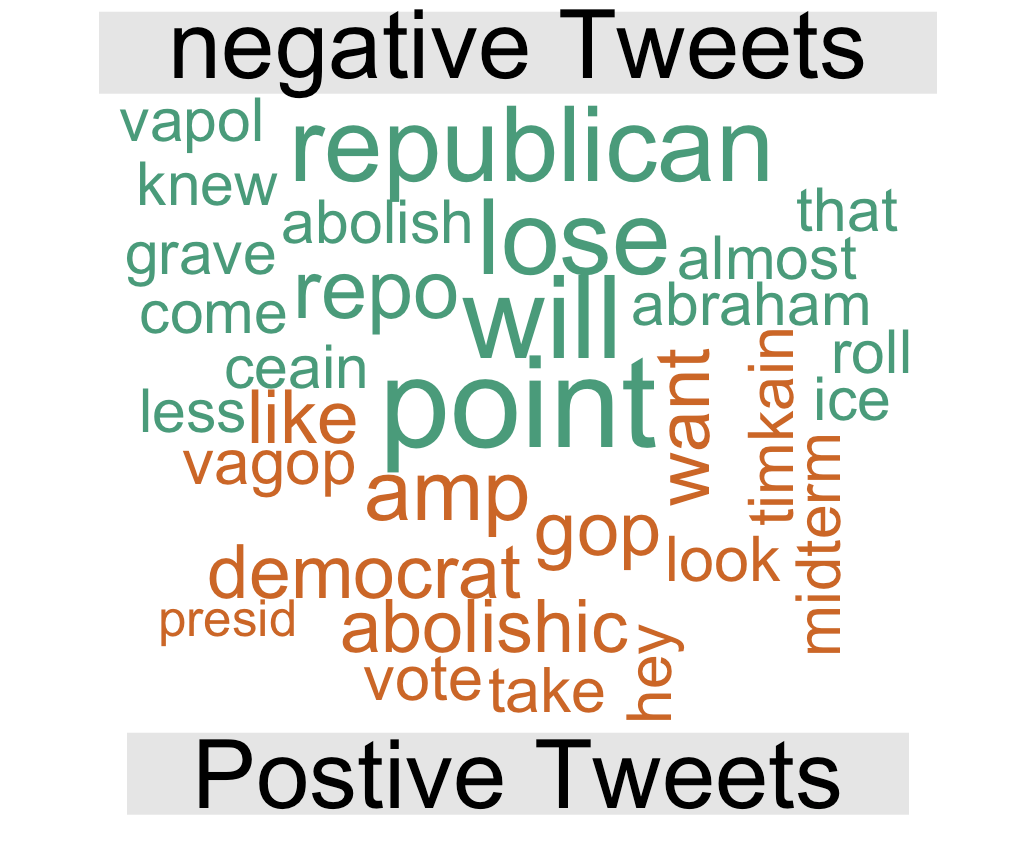 negative Tweets
vapol republican
knew
abolish lose that
grave almost
repo will abraham
come
ceain roll
less like point want timkain ice
vagop
amp midterm
gop
democrat look
presid abolishic
vote take hey
Postive Tweets